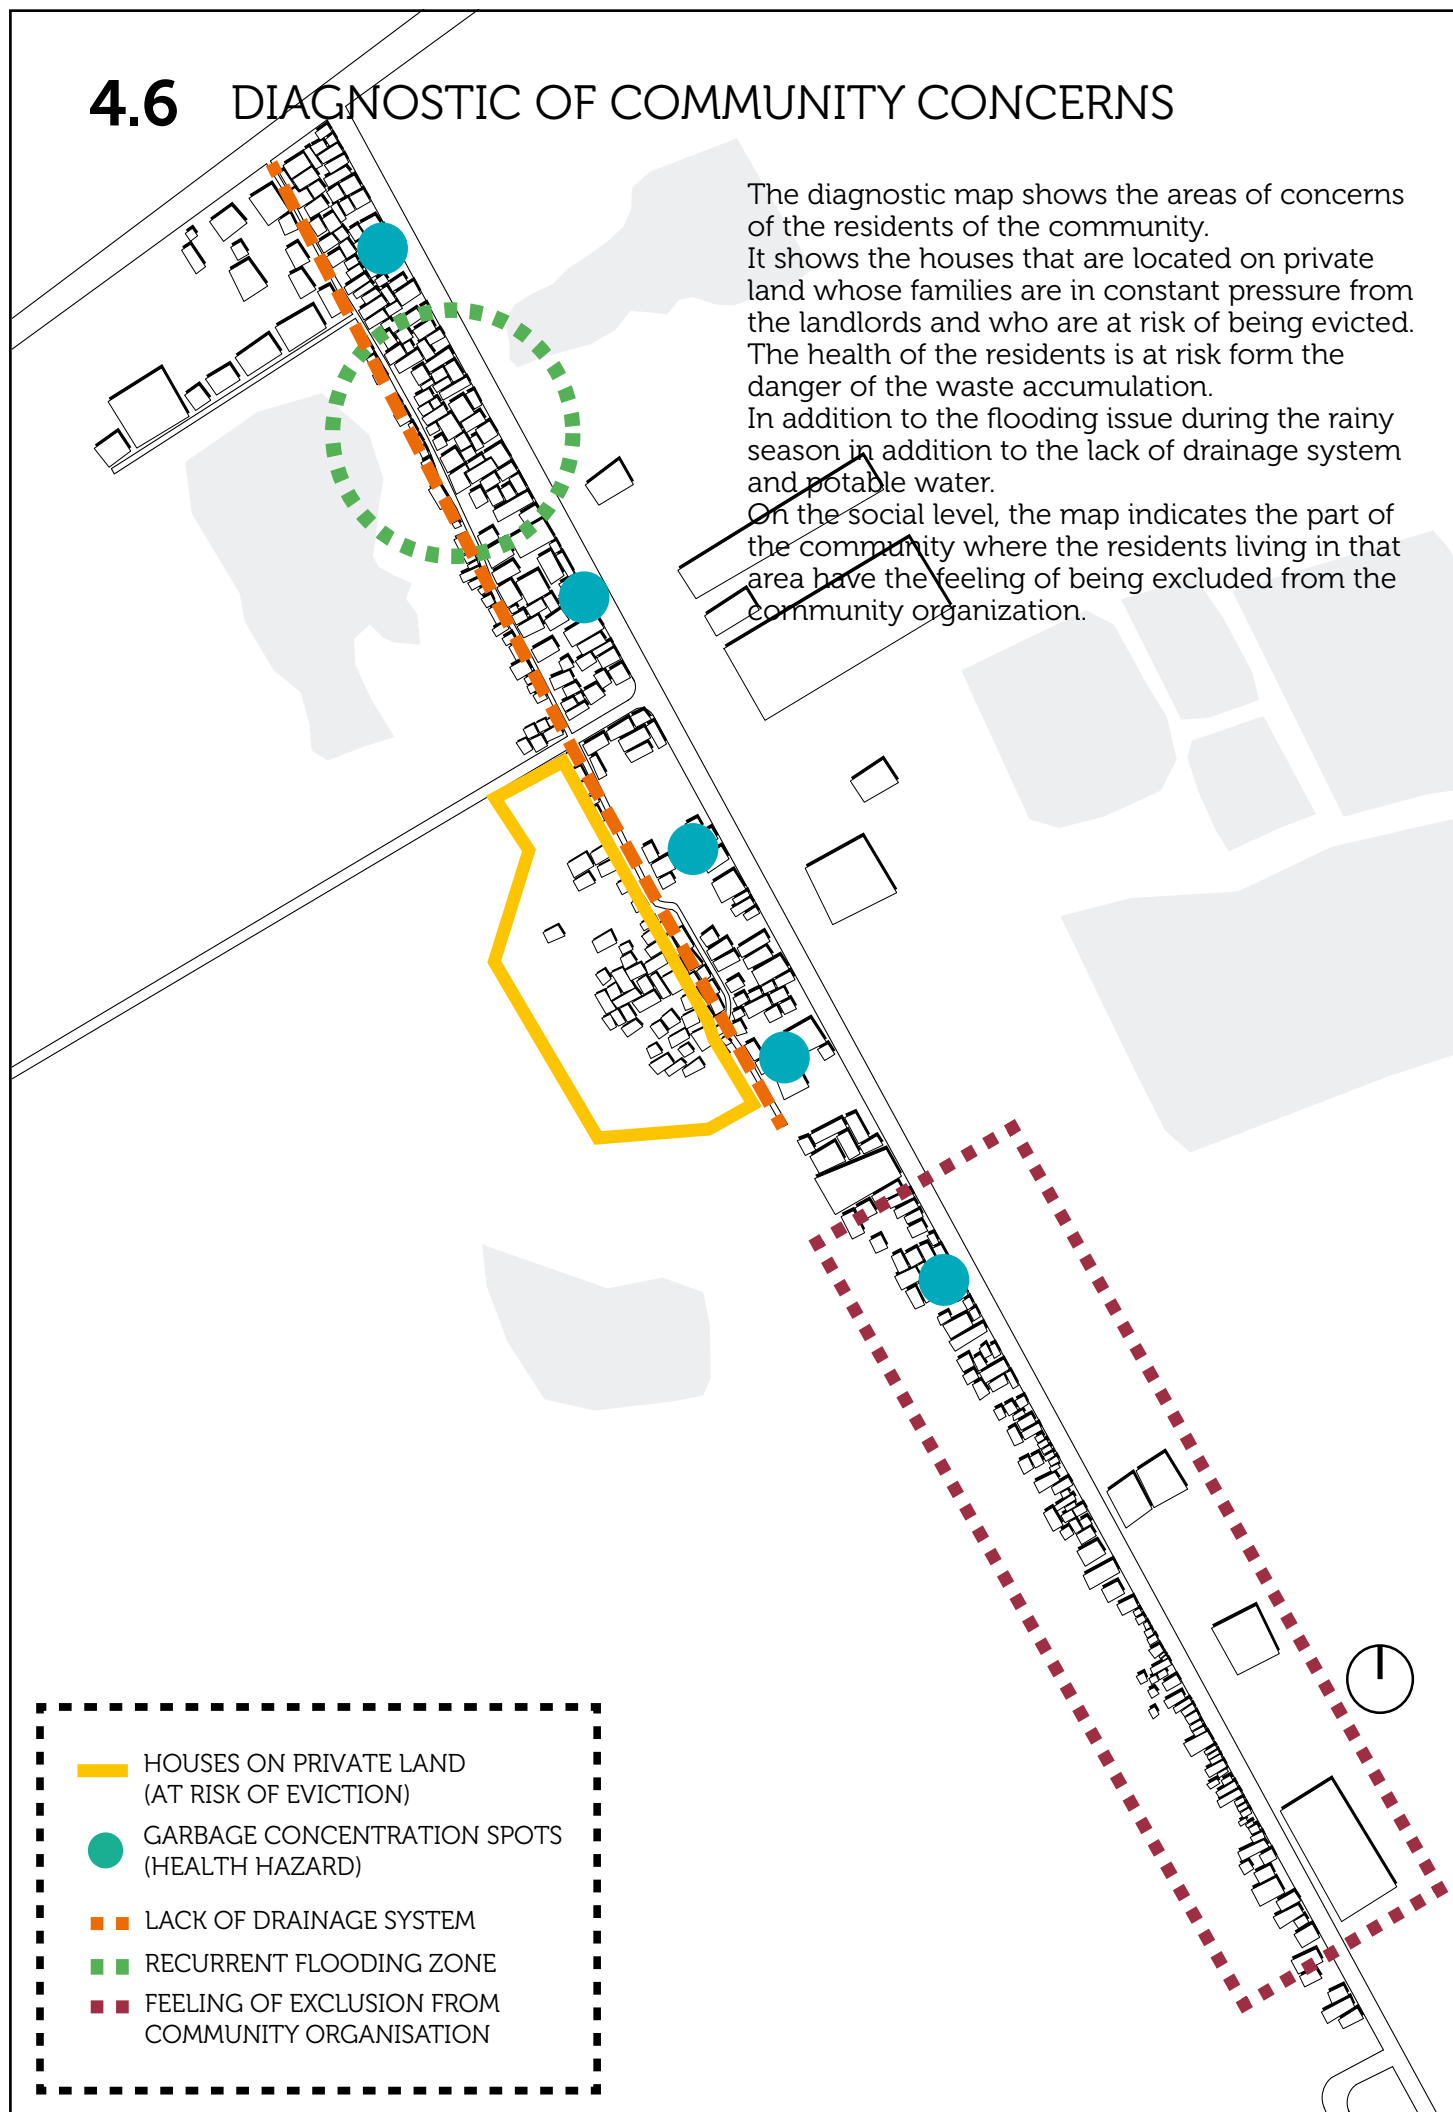 4.6 DIAGNOSTIC OF COMMUNITY CONCERNS
The diagnostic map shows the areas of concerns
of the residents of the community.
It shows the houses that are located on private
land whose families are in constant pressure from
the landlords and who are at risk of being evicted.
The health of the residents is at risk form the
danger of the waste accumulation.
In addition to the flooding issue during the rainy
season in addition to the lack of drainage system
and potable water.
On the social level, the map indicates the part of
the community where the residents living in that
area have the feeling of being excluded from the
community organization.
HOUSES ON PRIVATE LAND
(AT RISK OF EVICTION)
GARBAGE CONCENTRATION SPOTS
(HEALTH HAZARD)
LACK OF DRAINAGE SYSTEM
RECURRENT FLOODING ZONE
FEELING OF EXCLUSION FROM
COMMUNITY ORGANISATION